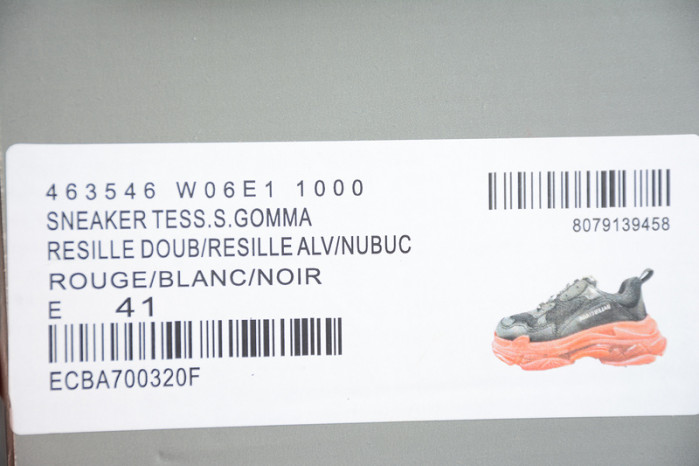 463546 W06E1 1000
SNEAKER TESS.S.GOMMA
RESILLE DOUB/RESILLE ALV/NUBUC
ROUGE/BLANC/NOIR
E 41
ECBA700320F
8079139458